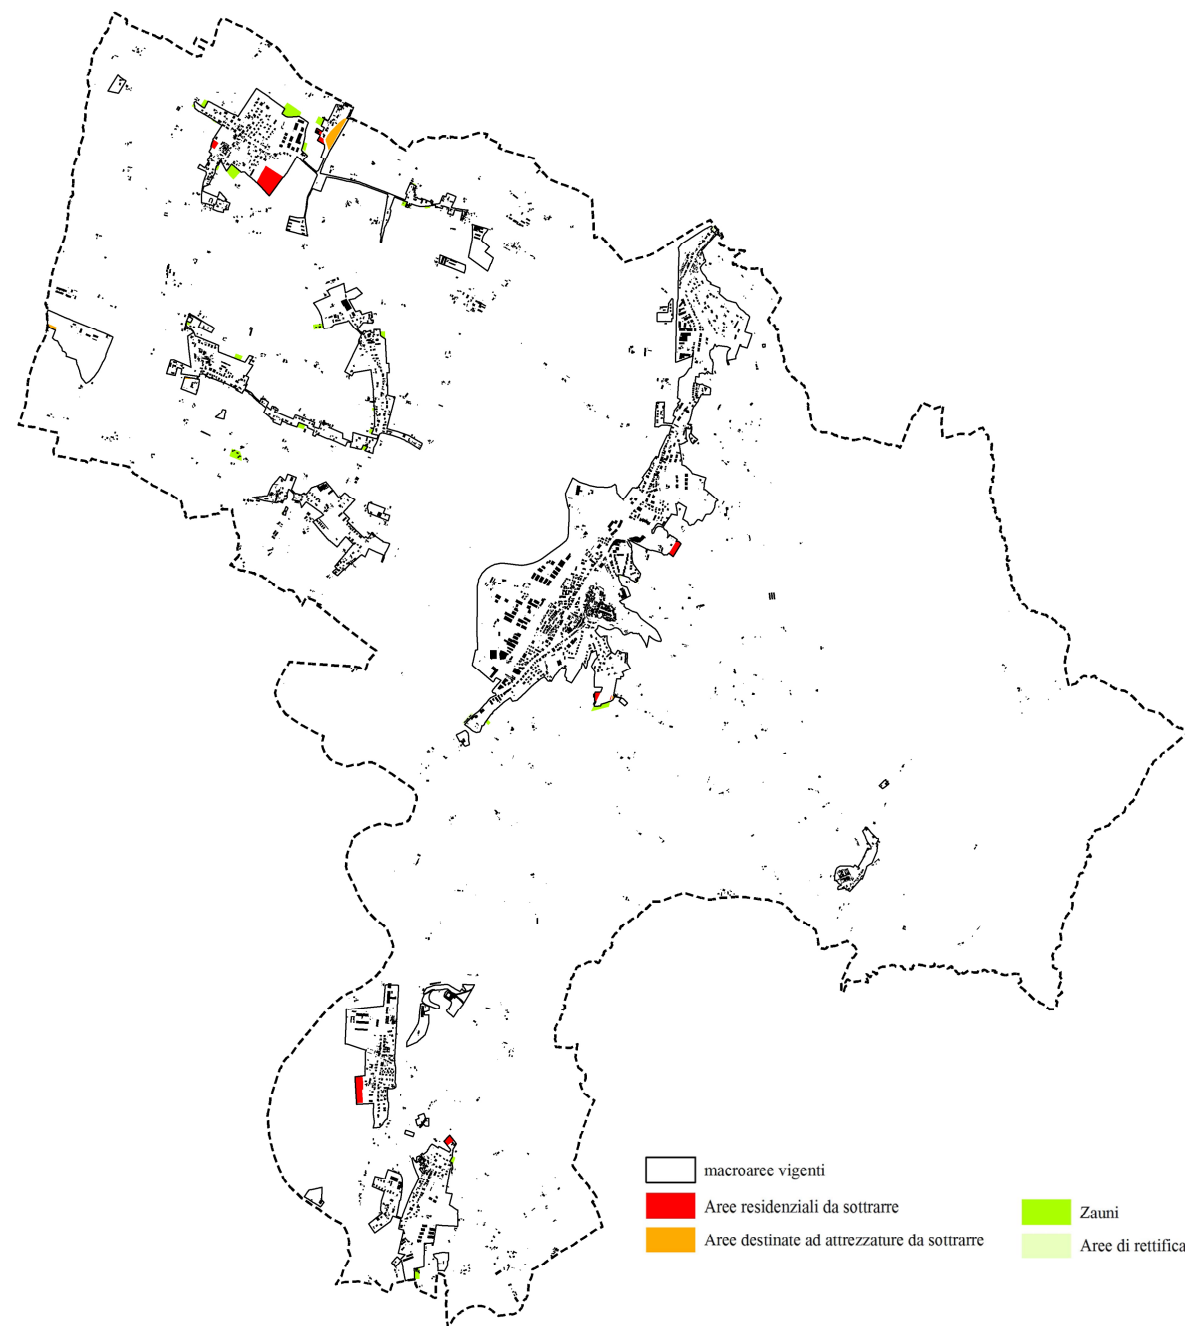 macroaree vigenti
Aree residenziali da sottrarre
Aree destinate ad attrezzature da sottrarre
Zauni
Aree di rettifica